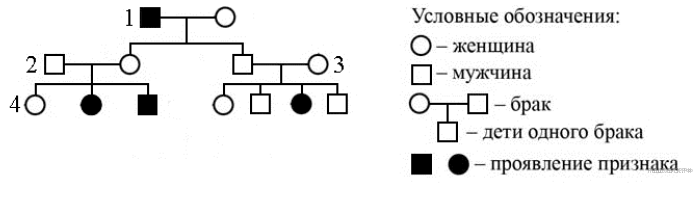 1
2
3
4
Условные обозначения:
– женщина
– мужчина
– брак
– дети одного брака
– проявление признака